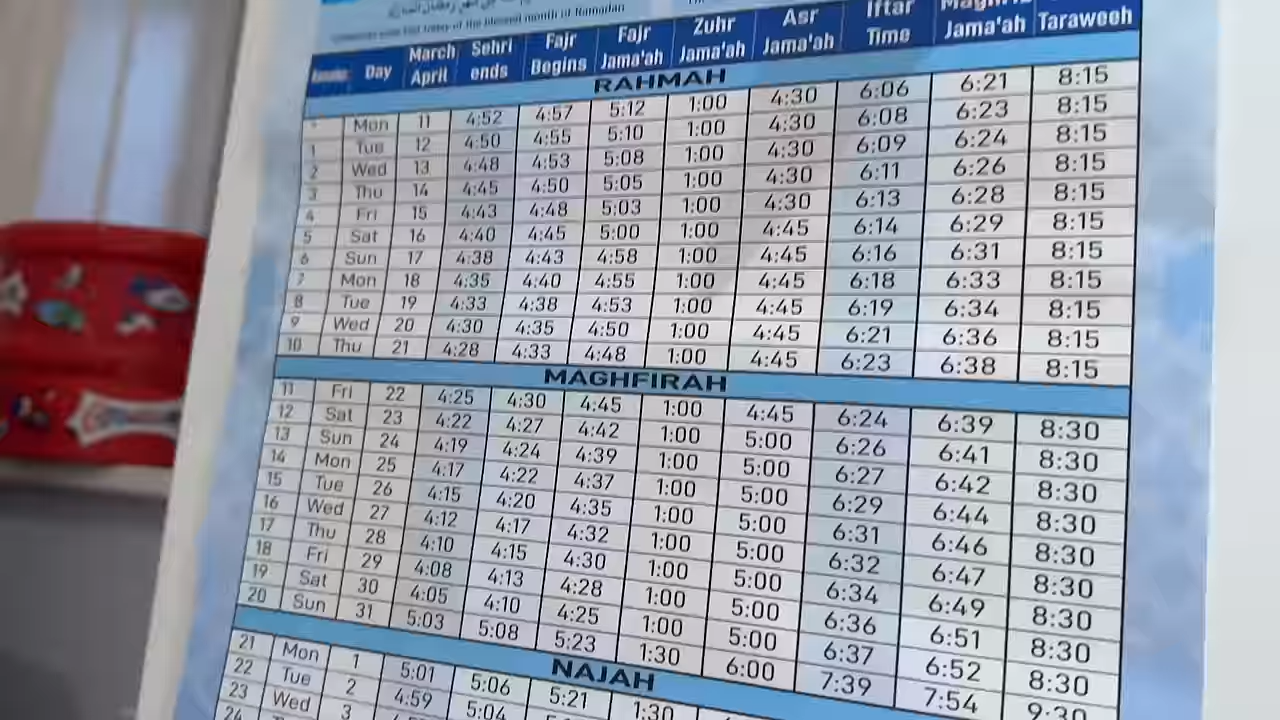 of the blessed month of Ramadan
Day March April Sehri ends Fajr Begins Fajr Jama'ah Zuhr Jama'ah Asr Jama'ah Iftar Time Jama'ah Taraweeh
RAHMAH
* Mon 11 4:52 4:57 5:12 1:00 4:30 6:06 6:21 8:15
1 Tue 12 4:50 4:55 5:10 1:00 4:30 6:08 6:23 8:15
2 Wed 13 4:48 4:53 5:08 1:00 4:30 6:09 6:24 8:15
3 Thu 14 4:45 4:50 5:05 1:00 4:30 6:11 6:26 8:15
4 Fri 15 4:43 4:48 5:03 1:00 4:30 6:13 6:28 8:15
5 Sat 16 4:40 4:45 5:00 1:00 4:45 6:14 6:29 8:15
6 Sun 17 4:38 4:43 4:58 1:00 4:45 6:16 6:31 8:15
7 Mon 18 4:35 4:40 4:55 1:00 4:45 6:18 6:33 8:15
8 Tue 19 4:33 4:38 4:53 1:00 4:45 6:19 6:34 8:15
9 Wed 20 4:30 4:35 4:50 1:00 4:45 6:21 6:36 8:15
10 Thu 21 4:28 4:33 4:48 1:00 4:45 6:23 6:38 8:15
MAGHFIRAH
11 Fri 22 4:25 4:30 4:45 1:00 4:45 6:24 6:39 8:30
12 Sat 23 4:22 4:27 4:42 1:00 5:00 6:26 6:41 8:30
13 Sun 24 4:19 4:24 4:39 1:00 5:00 6:27 6:42 8:30
14 Mon 25 4:17 4:22 4:37 1:00 5:00 6:29 6:44 8:30
15 Tue 26 4:15 4:20 4:35 1:00 5:00 6:31 6:46 8:30
16 Wed 27 4:12 4:17 4:32 1:00 5:00 6:32 6:47 8:30
17 Thu 28 4:10 4:15 4:30 1:00 5:00 6:34 6:49 8:30
18 Fri 29 4:08 4:13 4:28 1:00 5:00 6:36 6:51 8:30
19 Sat 30 4:05 4:10 4:25 1:00 5:00 6:37 6:52 8:30
20 Sun 31 5:03 5:08 5:23 1:30 6:00 7:39 7:54 9:30
NAJAH
21 Mon 1 5:01 5:06 5:21 1:30
22 Tue 2 4:59 5:04
23 Wed 3
24